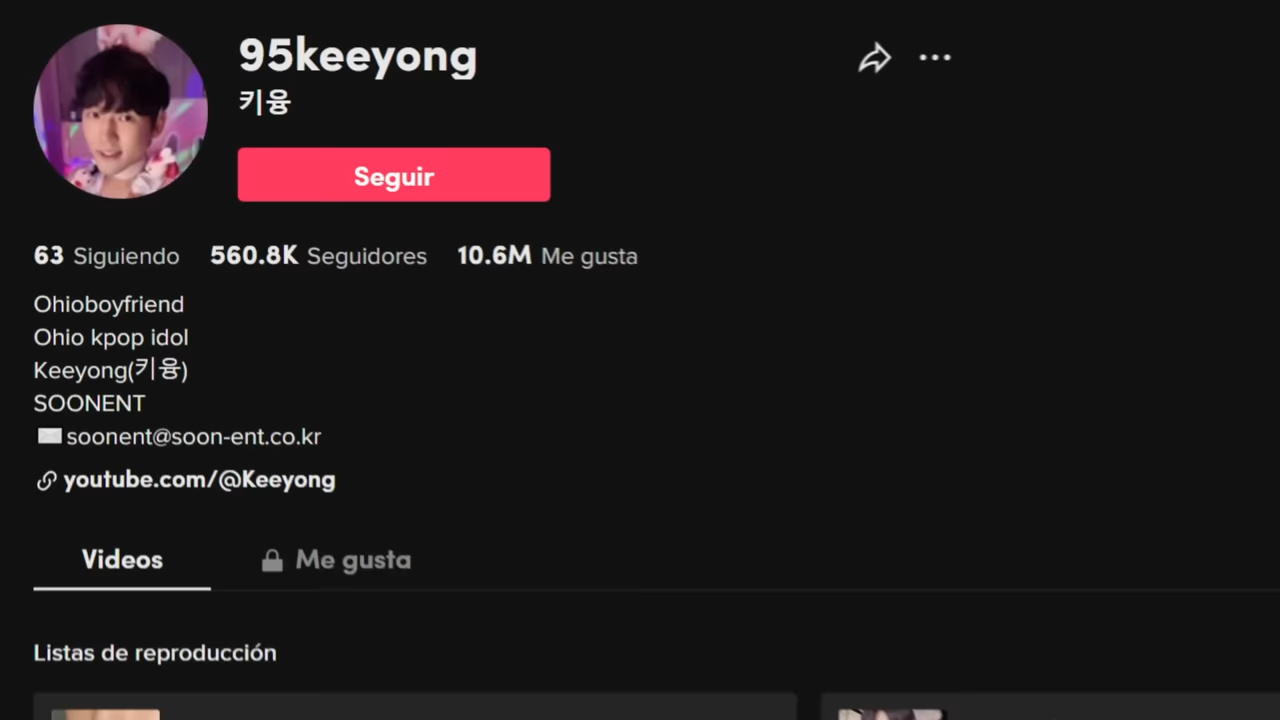 95keeyong
키융
Seguir
63 Siguiendo 560.8K Seguidores 10.6M Me gusta
Ohioboyfriend
Ohio kpop idol
Keeyong(키융)
SOONENT
✉️soonent@soon-ent.co.kr
youtube.com/@Keeyong
Videos Me gusta
Listas de reproducción